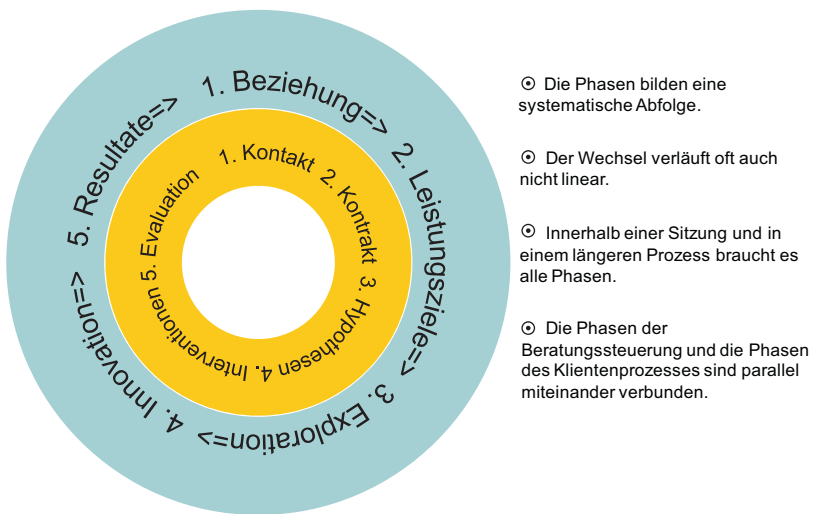 1. Beziehung=> 2. Leistungsziele=> 3. Exploration=> 4. Innovation=> 5. Resultate=>
1. Kontakt 2. Kontrakt 3. Hypothesen 4. Interventionen 5. Evaluation
⊙ Die Phasen bilden eine
systematische Abfolge.
⊙ Der Wechsel verläuft oft auch
nicht linear.
⊙ Innerhalb einer Sitzung und in
einem längeren Prozess braucht es
alle Phasen.
⊙ Die Phasen der
Beratungssteuerung und die Phasen
des Klientenprozesses sind parallel
miteinander verbunden.